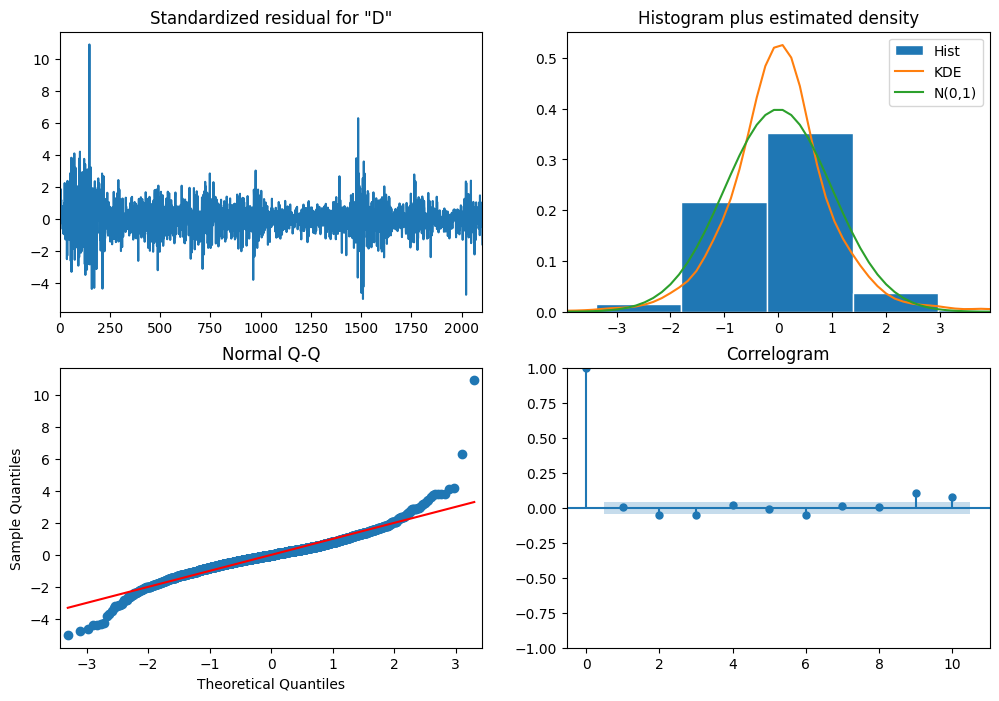 Standardized residual for "D"
10
8
6
4
2
0
−2
−4
0 250 500 750 1000 1250 1500 1750 2000
Histogram plus estimated density
Hist
KDE
N(0,1)
0.5
0.4
0.3
0.2
0.1
0.0
−3 −2 −1 0 1 2 3
Normal Q-Q
Sample Quantiles
10
8
6
4
2
0
−2
−4
−3 −2 −1 0 1 2 3
Theoretical Quantiles
Correlogram
1.00
0.75
0.50
0.25
0.00
−0.25
−0.50
−0.75
−1.00
0 2 4 6 8 10